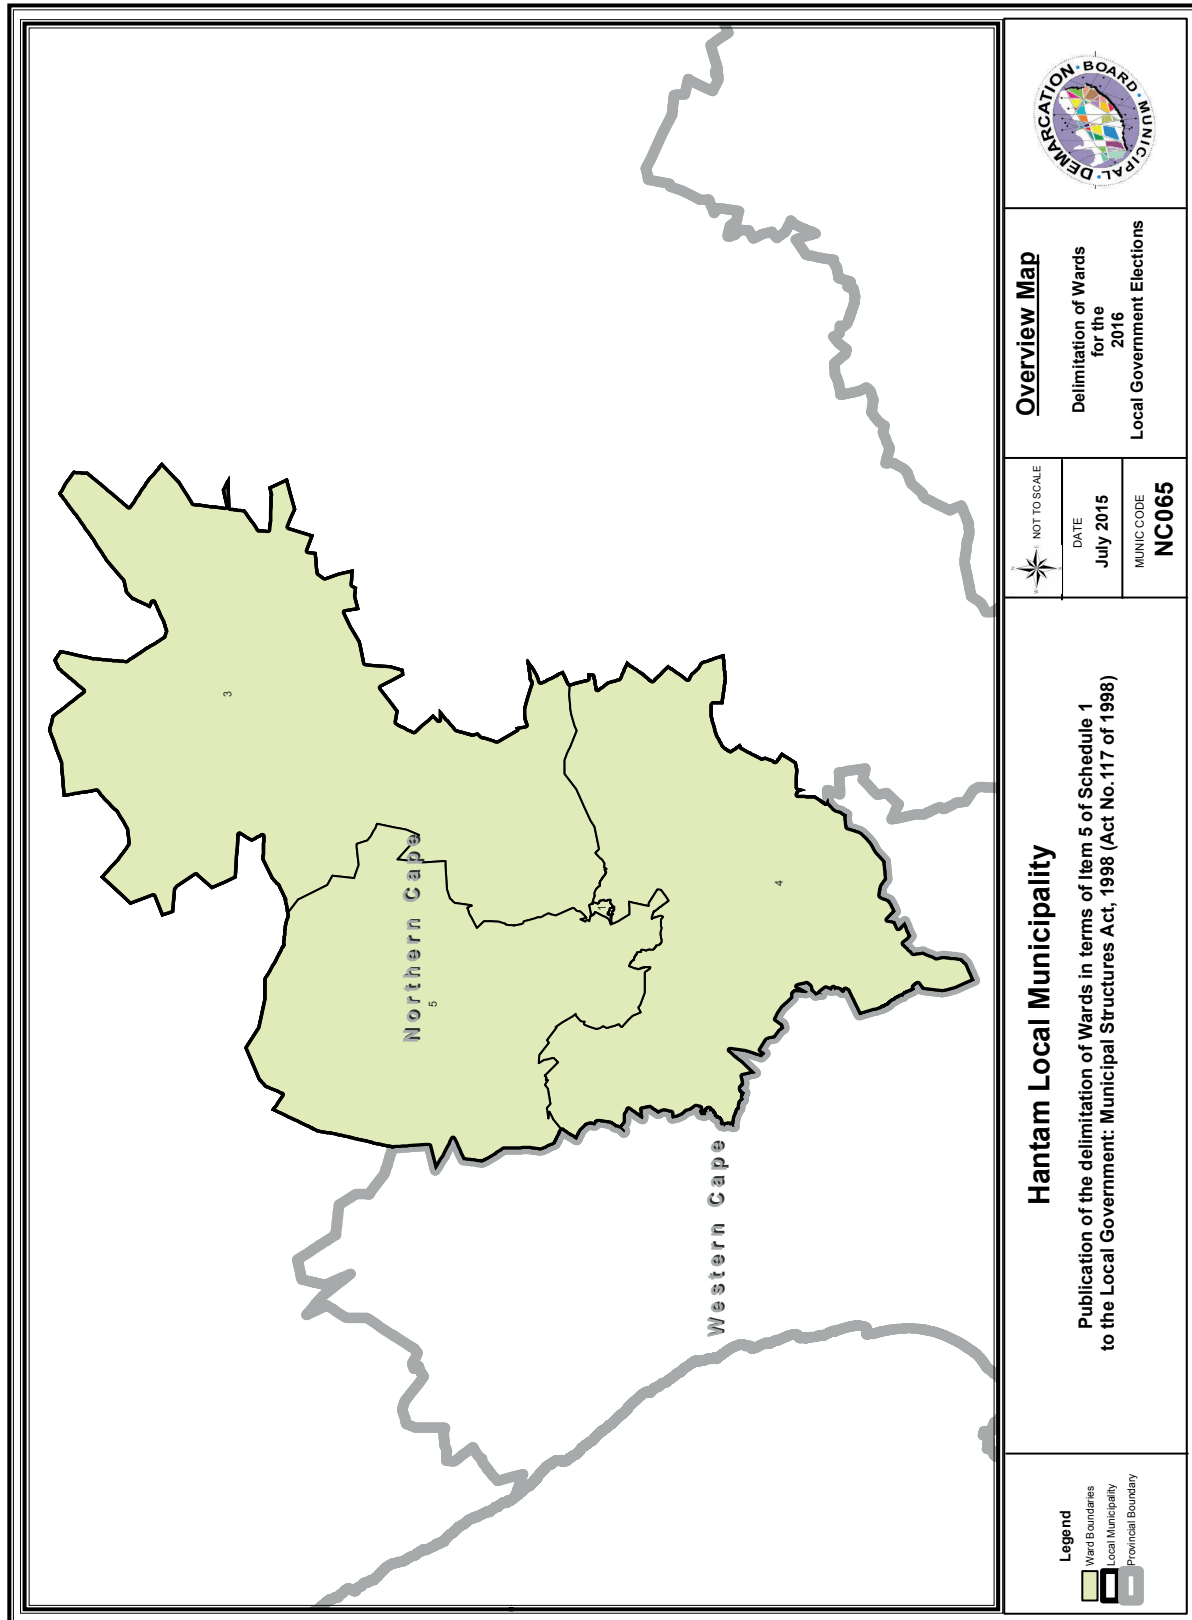 3
Northern Cape
5
1
4
Western Cape
Legend
Ward Boundaries
Local Municipality
Provincial Boundary
Hantam Local Municipality
Publication of the delimitation of Wards in terms of Item 5 of Schedule 1
to the Local Government: Municipal Structures Act, 1998 (Act No.117 of 1998)
NOT TO SCALE
DATE
July 2015
MUNIC CODE
NC065
Overview Map
Delimitation of Wards
for the
2016
Local Government Elections
MUNICIPAL · DEMARCATION · BOARD ·